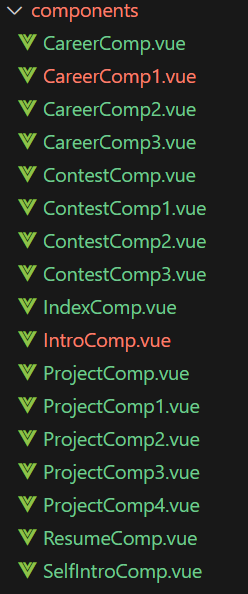 components
CareerComp.vue
CareerComp1.vue
CareerComp2.vue
CareerComp3.vue
ContestComp.vue
ContestComp1.vue
ContestComp2.vue
ContestComp3.vue
IndexComp.vue
IntroComp.vue
ProjectComp.vue
ProjectComp1.vue
ProjectComp2.vue
ProjectComp3.vue
ProjectComp4.vue
ResumeComp.vue
SelfIntroComp.vue